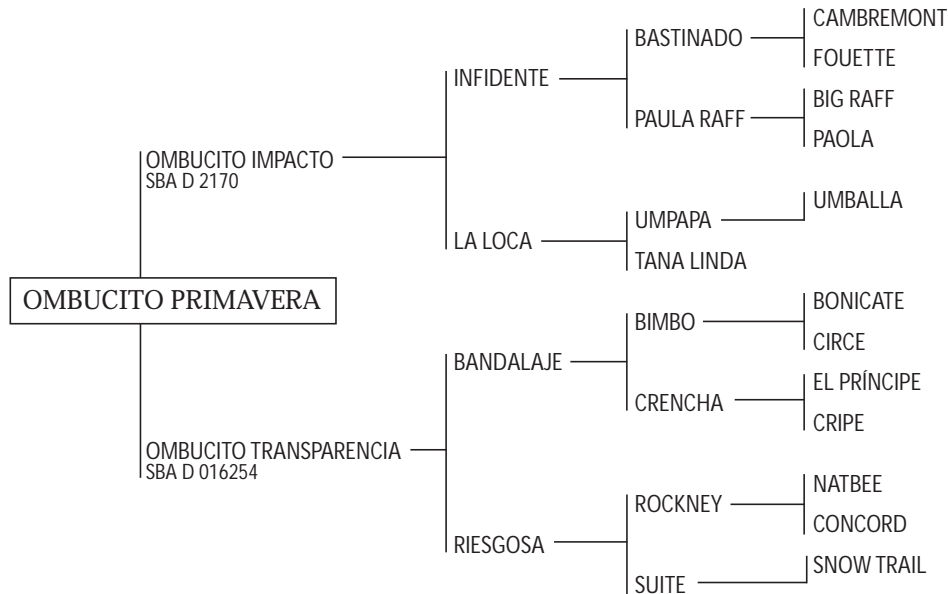 CAMBREMONT
BASTINADO
FOUETTE
INFIDENTE
BIG RAFF
PAULA RAFF
PAOLA
OMBUCITO IMPACTO
SBA D 2170
UMBALLA
UMPAPA
LA LOCA
TANA LINDA
OMBUCITO PRIMAVERA
BONICATE
BIMBO
CIRCE
BANDALAJE
EL PRÍNCIPE
CRENCHA
CRIPE
OMBUCITO TRANSPARENCIA
SBA D 016254
NATBEE
ROCKNEY
CONCORD
RIESGOSA
SNOW TRAIL
SUITE